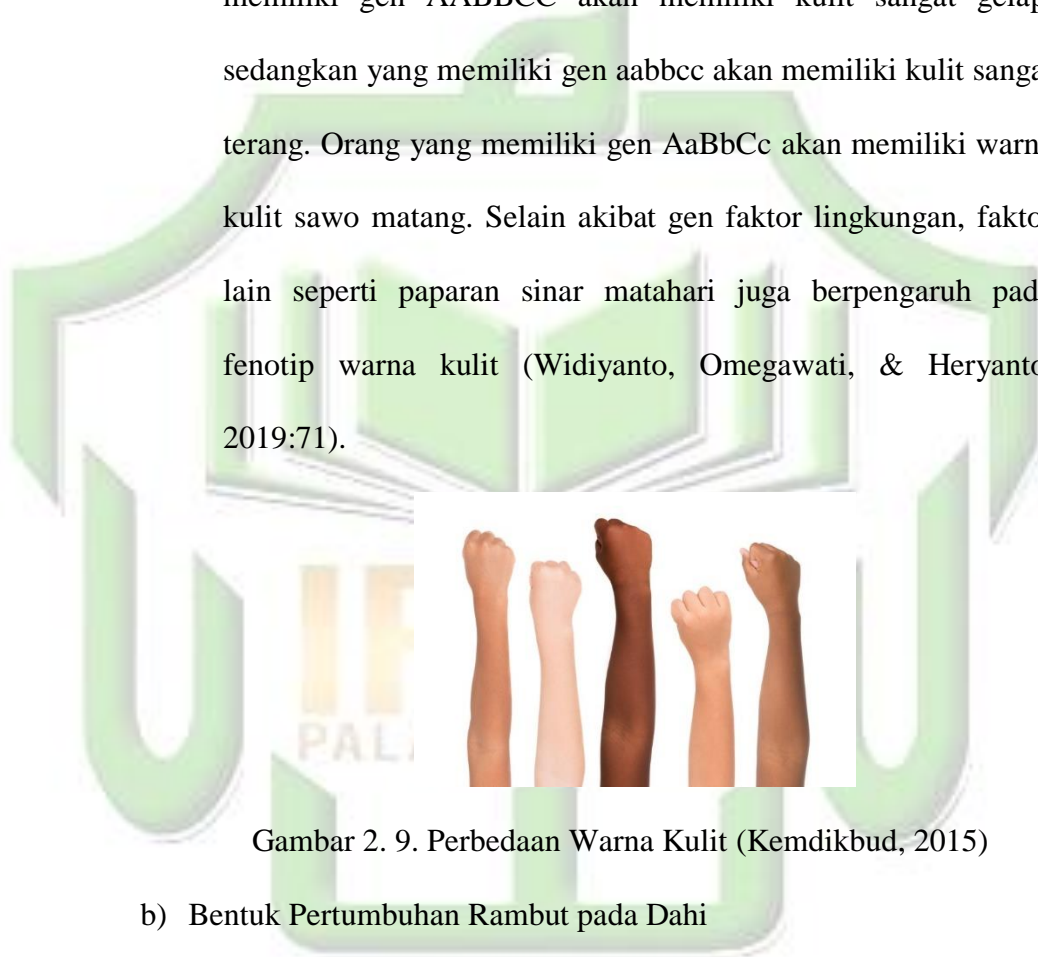 memiliki gen AABBCC akan memiliki kulit sangat gelap
sedangkan yang memiliki gen aabbcc akan memiliki kulit sanga
terang. Orang yang memiliki gen AaBbCc akan memiliki warn
kulit sawo matang. Selain akibat gen faktor lingkungan, fakto
lain seperti paparan sinar matahari juga berpengaruh pad
fenotip warna kulit (Widiyanto, Omegawati, & Heryanto
2019:71).
PAL
Gambar 2. 9. Perbedaan Warna Kulit (Kemdikbud, 2015)
b) Bentuk Pertumbuhan Rambut pada Dahi